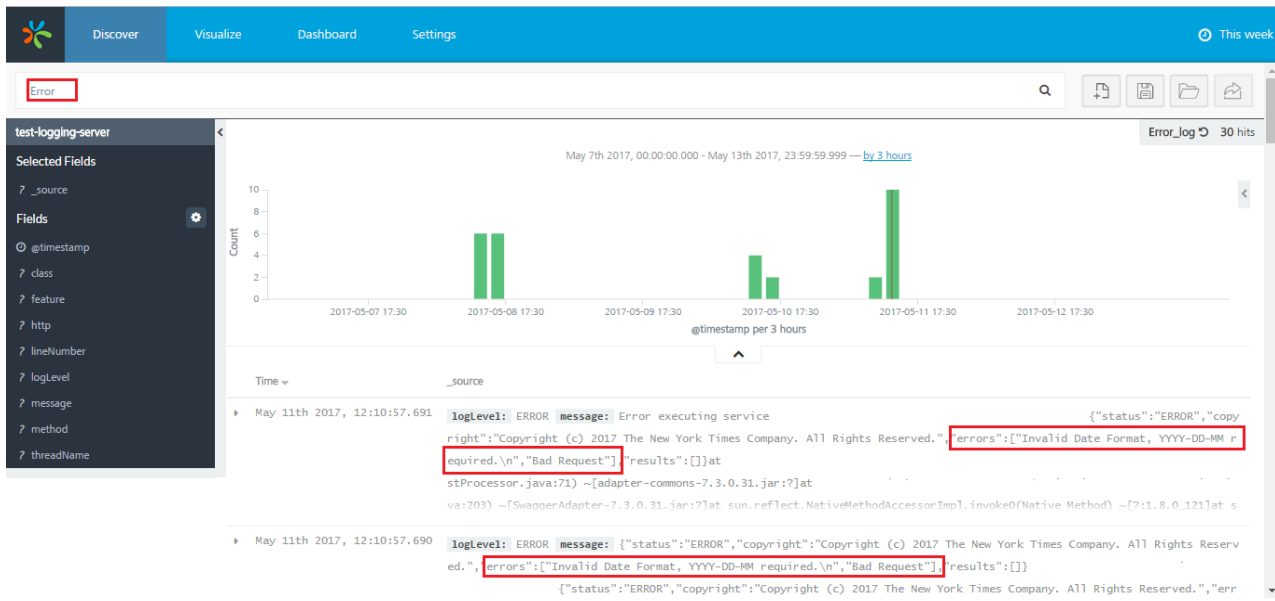 Discover Visualize Dashboard Settings This week
Error
test-logging-server
Error_log 30 hits
Selected Fields
? _source
Fields
@timestamp
? class
? feature
? http
? lineNumber
? logLevel
? message
? method
? threadName
May 7th 2017, 00:00:00.000 - May 13th 2017, 23:59:59.999 — by 3 hours
Count
10
8
6
4
2
0
2017-05-07 17:30 2017-05-08 17:30 2017-05-09 17:30 2017-05-10 17:30 2017-05-11 17:30 2017-05-12 17:30
@timestamp per 3 hours
Time _source
May 11th 2017, 12:10:57.691 logLevel: ERROR message: Error executing service {"status":"ERROR","copy
right":"Copyright (c) 2017 The New York Times Company. All Rights Reserved.","errors":["Invalid Date Format, YYYY-DD-MM r
equired.\n","Bad Request"],"results":[]}at
stProcessor.java:71) ~[adapter-commons-7.3.0.31.jar:?]at
va:203) ~[SwaggerAdapter-7.3.0.31.jar:?]at sun.reflect.NativeMethodAccessorImpl.invoke0(Native Method) ~[?:1.8.0_121]at s
May 11th 2017, 12:10:57.690 logLevel: ERROR message: {"status":"ERROR","copyright":"Copyright (c) 2017 The New York Times Company. All Rights Reserv
ed.","errors":["Invalid Date Format, YYYY-DD-MM required.\n","Bad Request"],"results":[]}
{"status":"ERROR","copyright":"Copyright (c) 2017 The New York Times Company. All Rights Reserved.","err